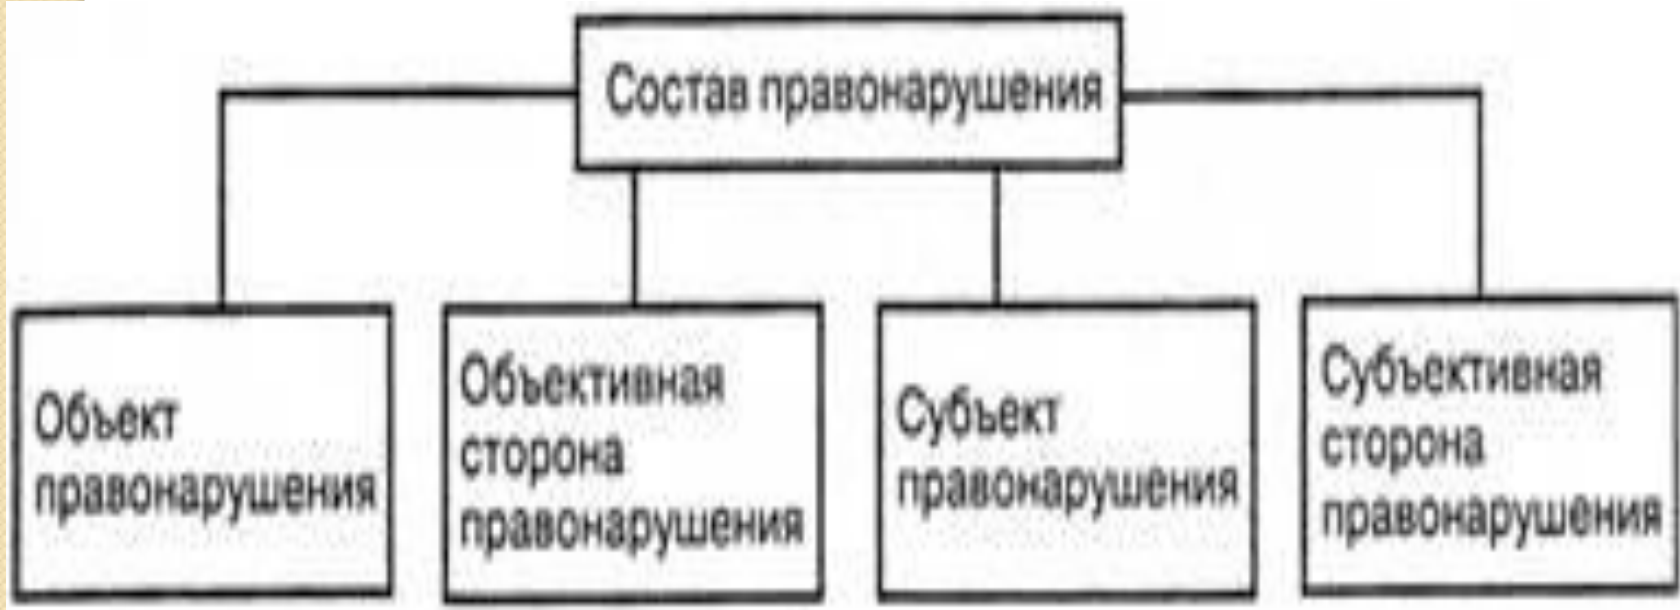 Состав правонарушения
Объект
правонарушения
Объективная
сторона
правонарушения
Субъект
правонарушения
Субъективная
сторона
правонарушения